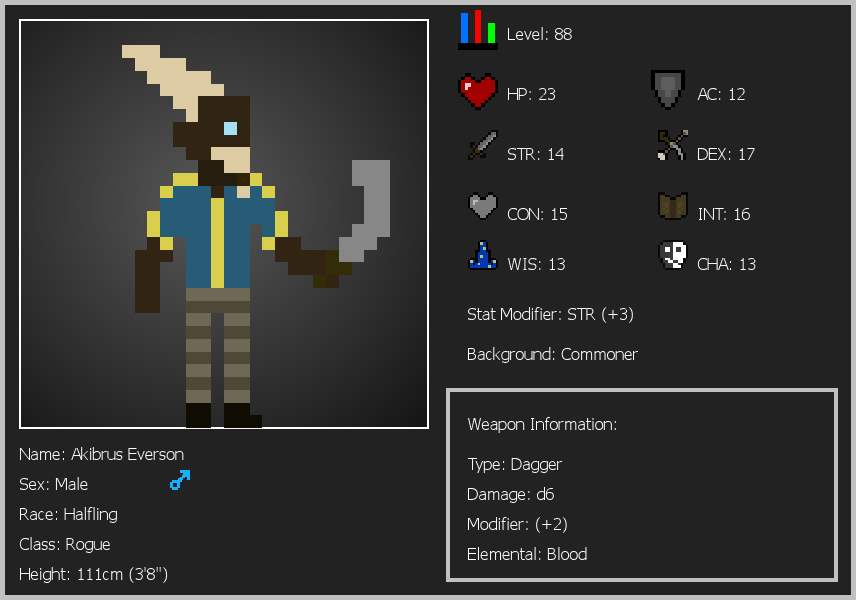 Level: 88
HP: 23
AC: 12
STR: 14
DEX: 17
CON: 15
INT: 16
WIS: 13
CHA: 13
Stat Modifier: STR (+3)
Background: Commoner
Weapon Information:
Type: Dagger
Damage: d6
Modifier: (+2)
Elemental: Blood
Name: Akibrus Everson
Sex: Male
Race: Halfling
Class: Rogue
Height: 111cm (3'8")